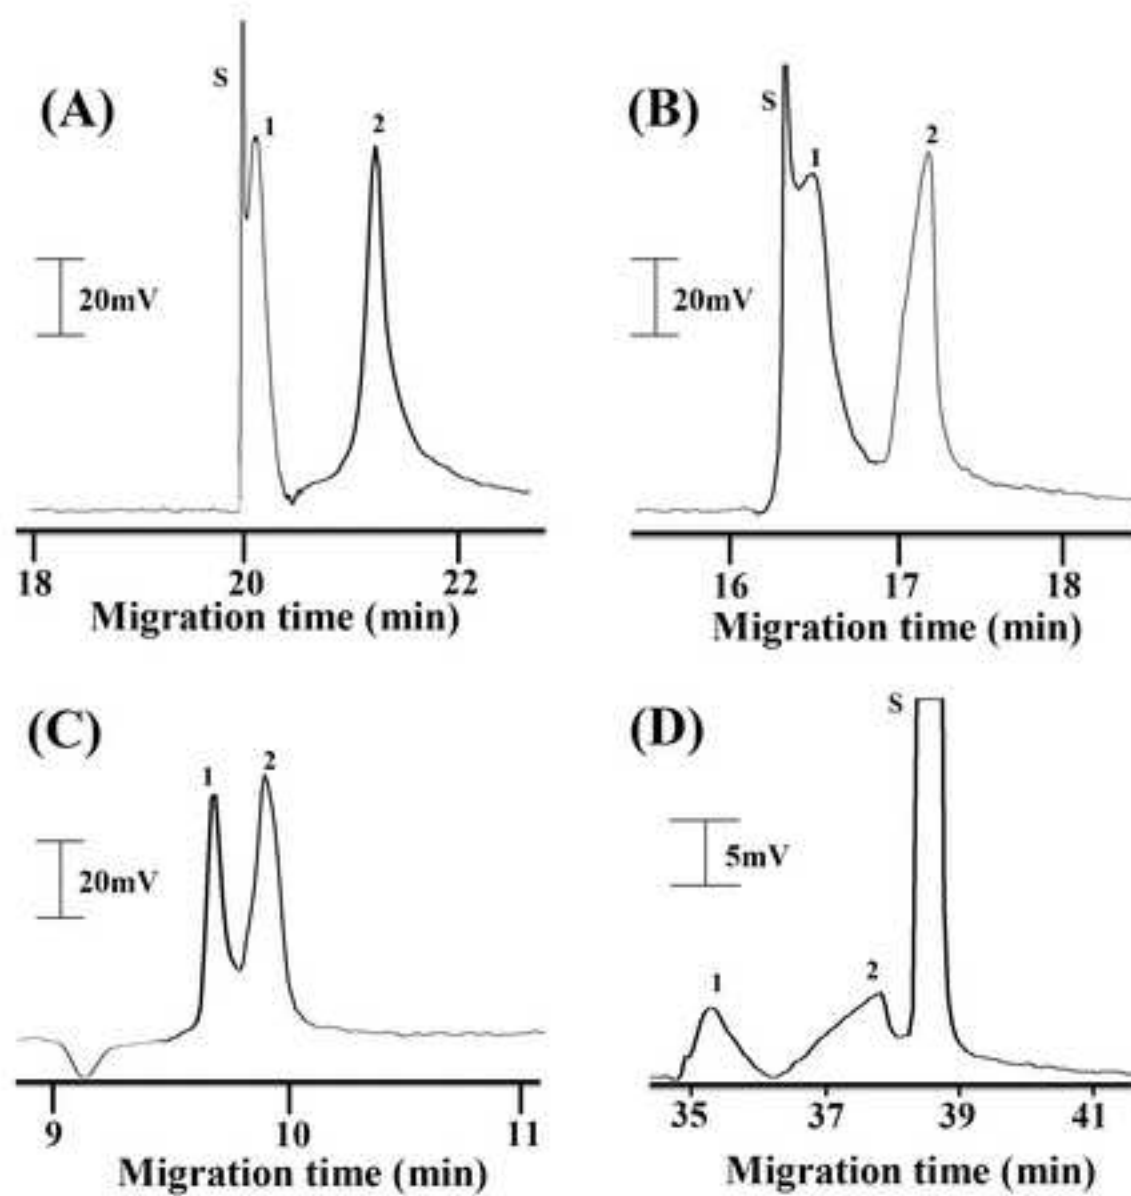 (A)
S
1
2
20mV
18
20
22
Migration time (min)
(B)
S
1
2
20mV
16
17
18
Migration time (min)
(C)
1
2
20mV
9
10
11
Migration time (min)
(D)
S
1
2
5mV
35
37
39
41
Migration time (min)